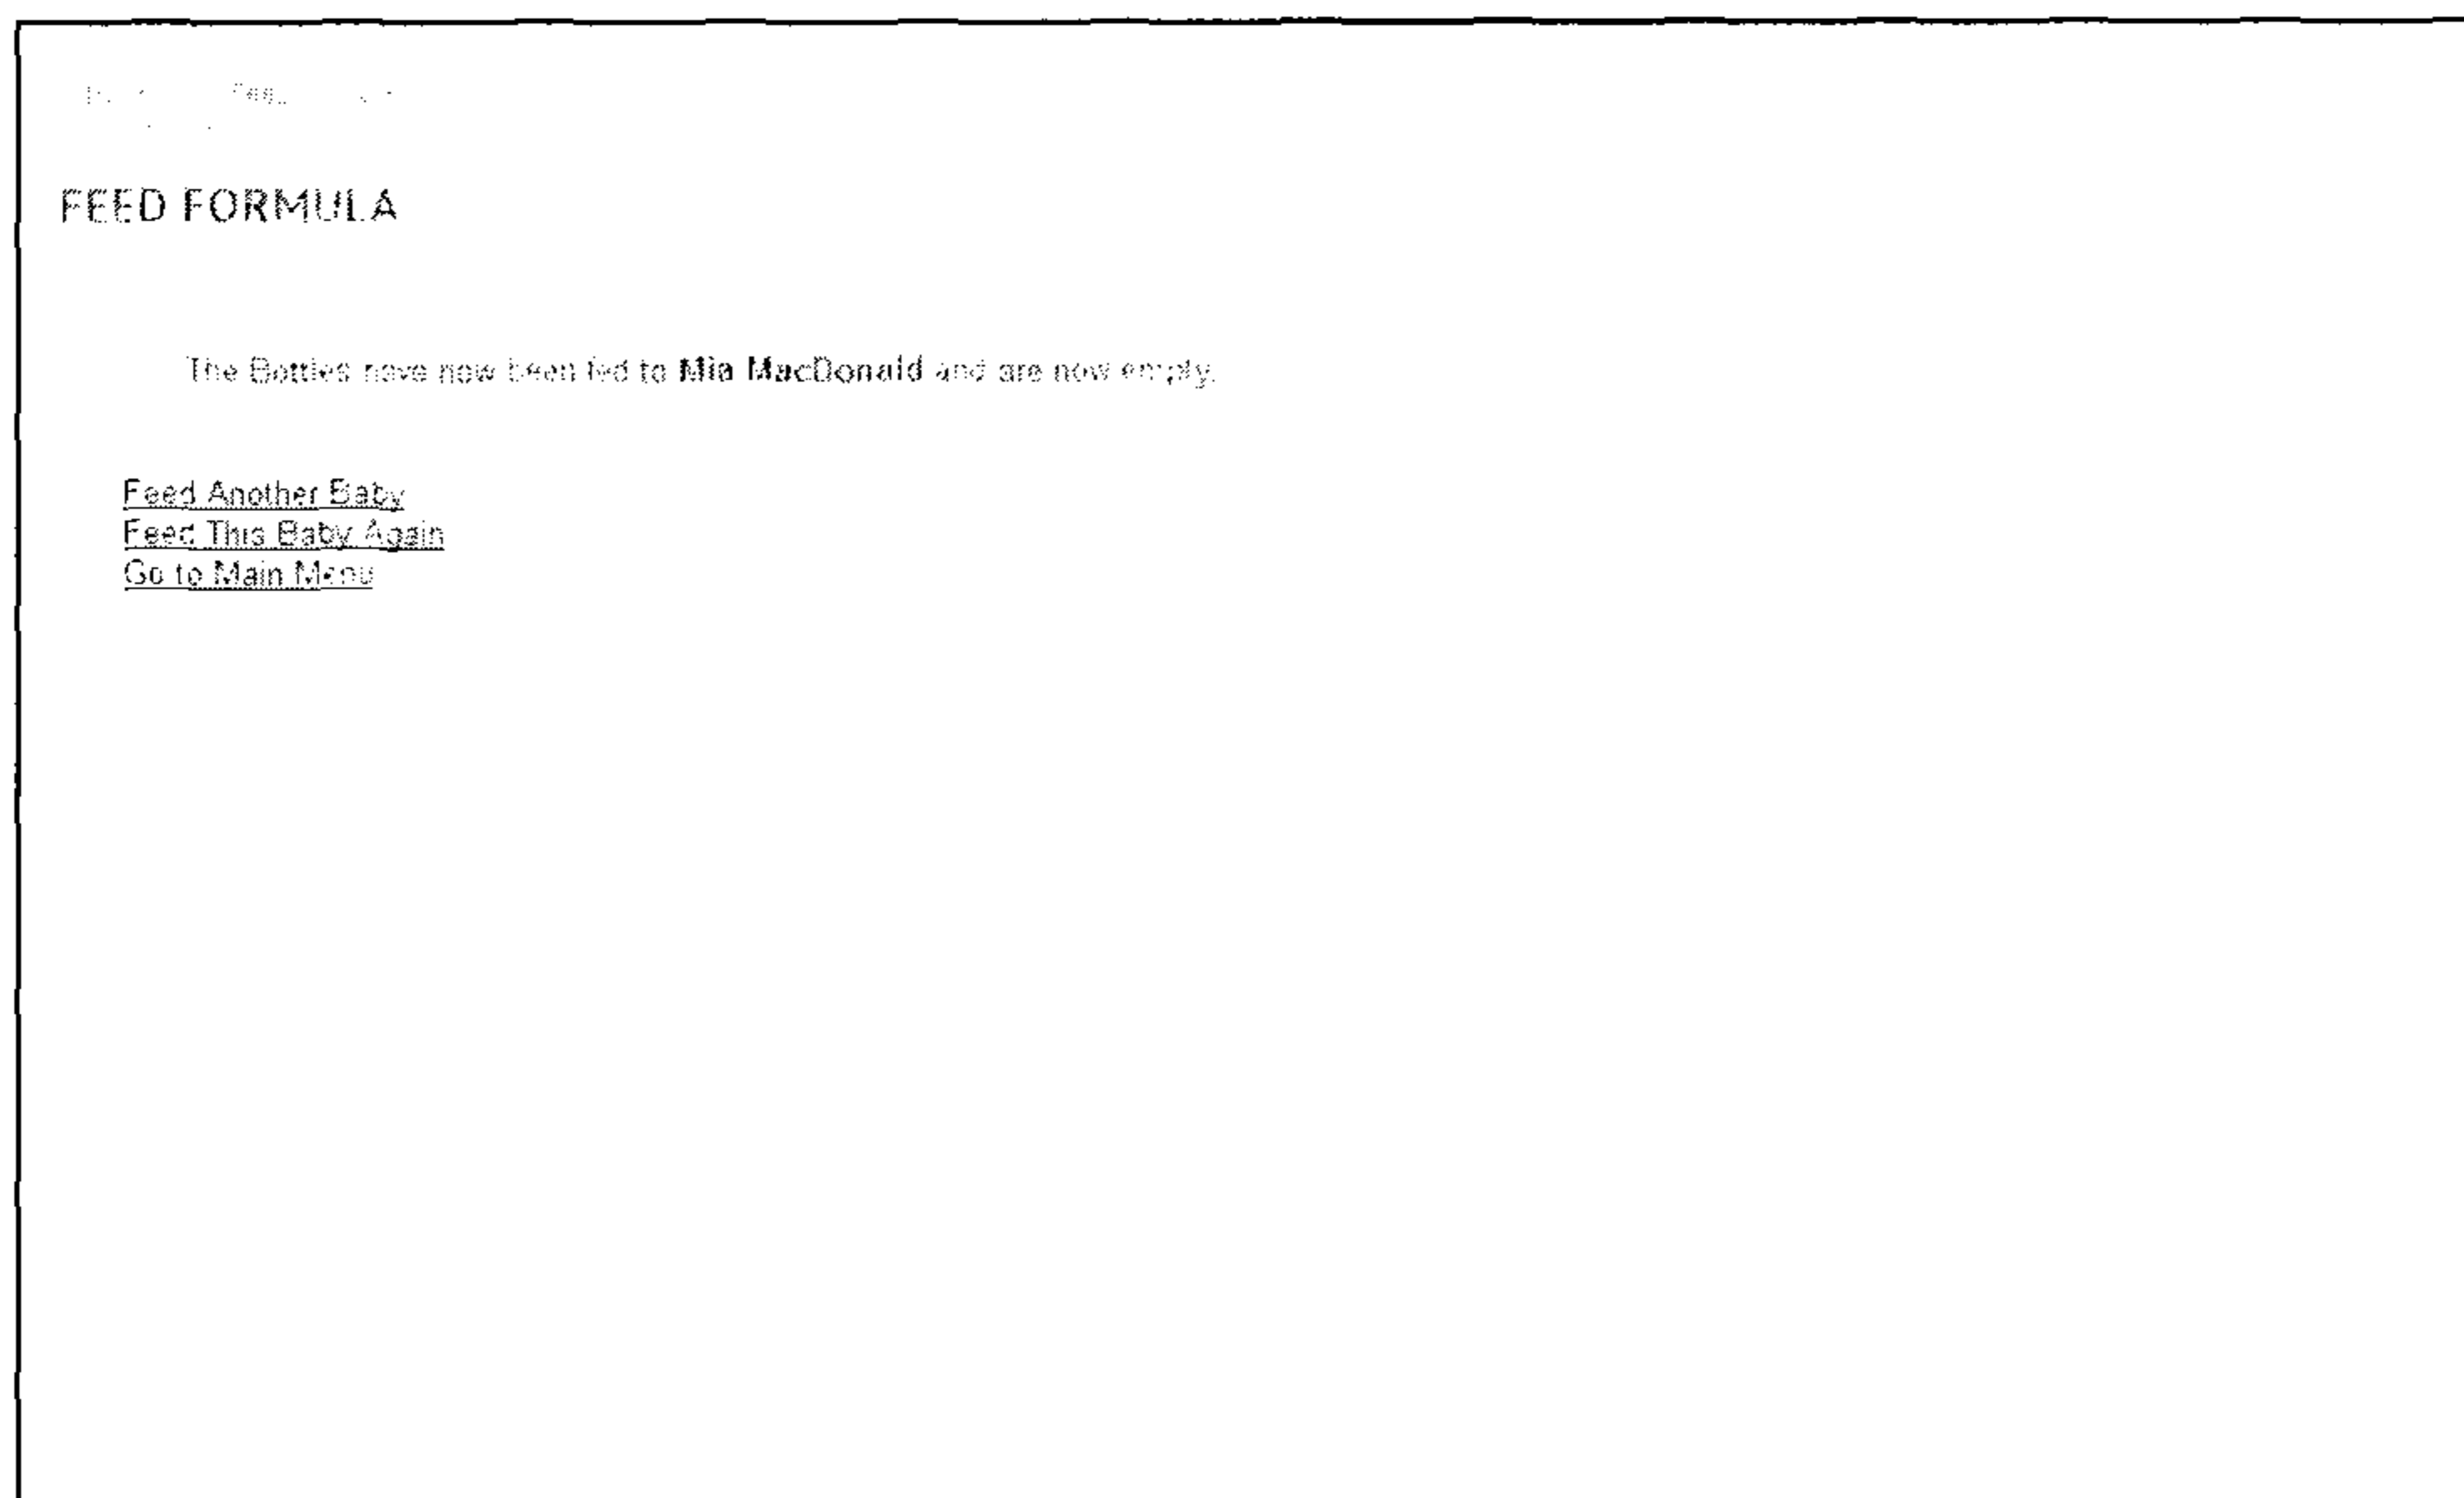 FEED FORMULA
The Bottles have now been fed to Mia MacDonald and are now empty.
Feed Another Baby
Feed This Baby Again
Go to Main Menu